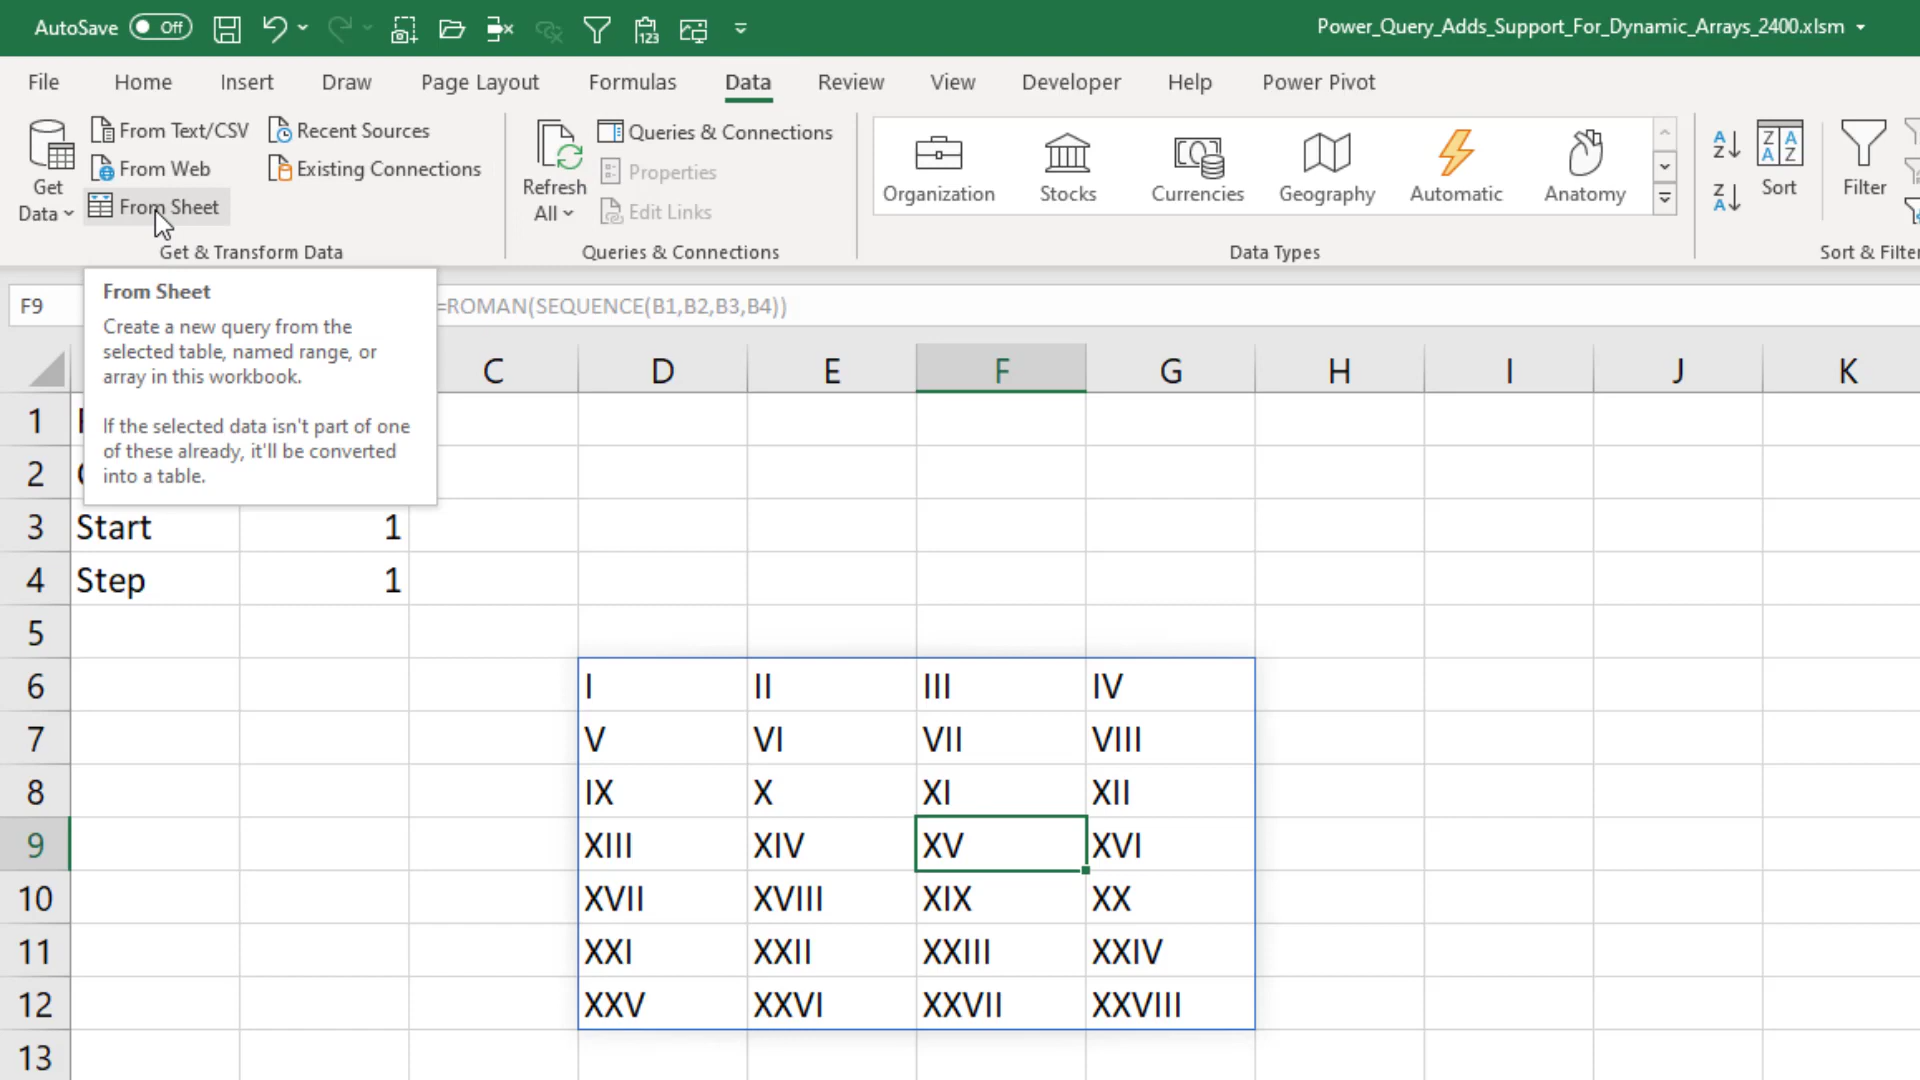 AutoSave Off Power_Query_Adds_Support_For_Dynamic_Arrays_2400.xlsm
File Home Insert Draw Page Layout Formulas Data Review View Developer Help Power Pivot
Get Data
From Text/CSV
From Web
From Sheet
Recent Sources
Existing Connections
Get & Transform Data
Refresh All
Queries & Connections
Properties
Edit Links
Queries & Connections
Organization Stocks Currencies Geography Automatic Anatomy
Data Types
Sort
Filter
Sort & Filter
From Sheet
Create a new query from the
selected table, named range, or
array in this workbook.
If the selected data isn't part of one
of these already, it'll be converted
into a table.
F9 =ROMAN(SEQUENCE(B1,B2,B3,B4))
C D E F G H I J K
1
2
3 Start 1
4 Step 1
5
6 I II III IV
7 V VI VII VIII
8 IX X XI XII
9 XIII XIV XV XVI
10 XVII XVIII XIX XX
11 XXI XXII XXIII XXIV
12 XXV XXVI XXVII XXVIII
13